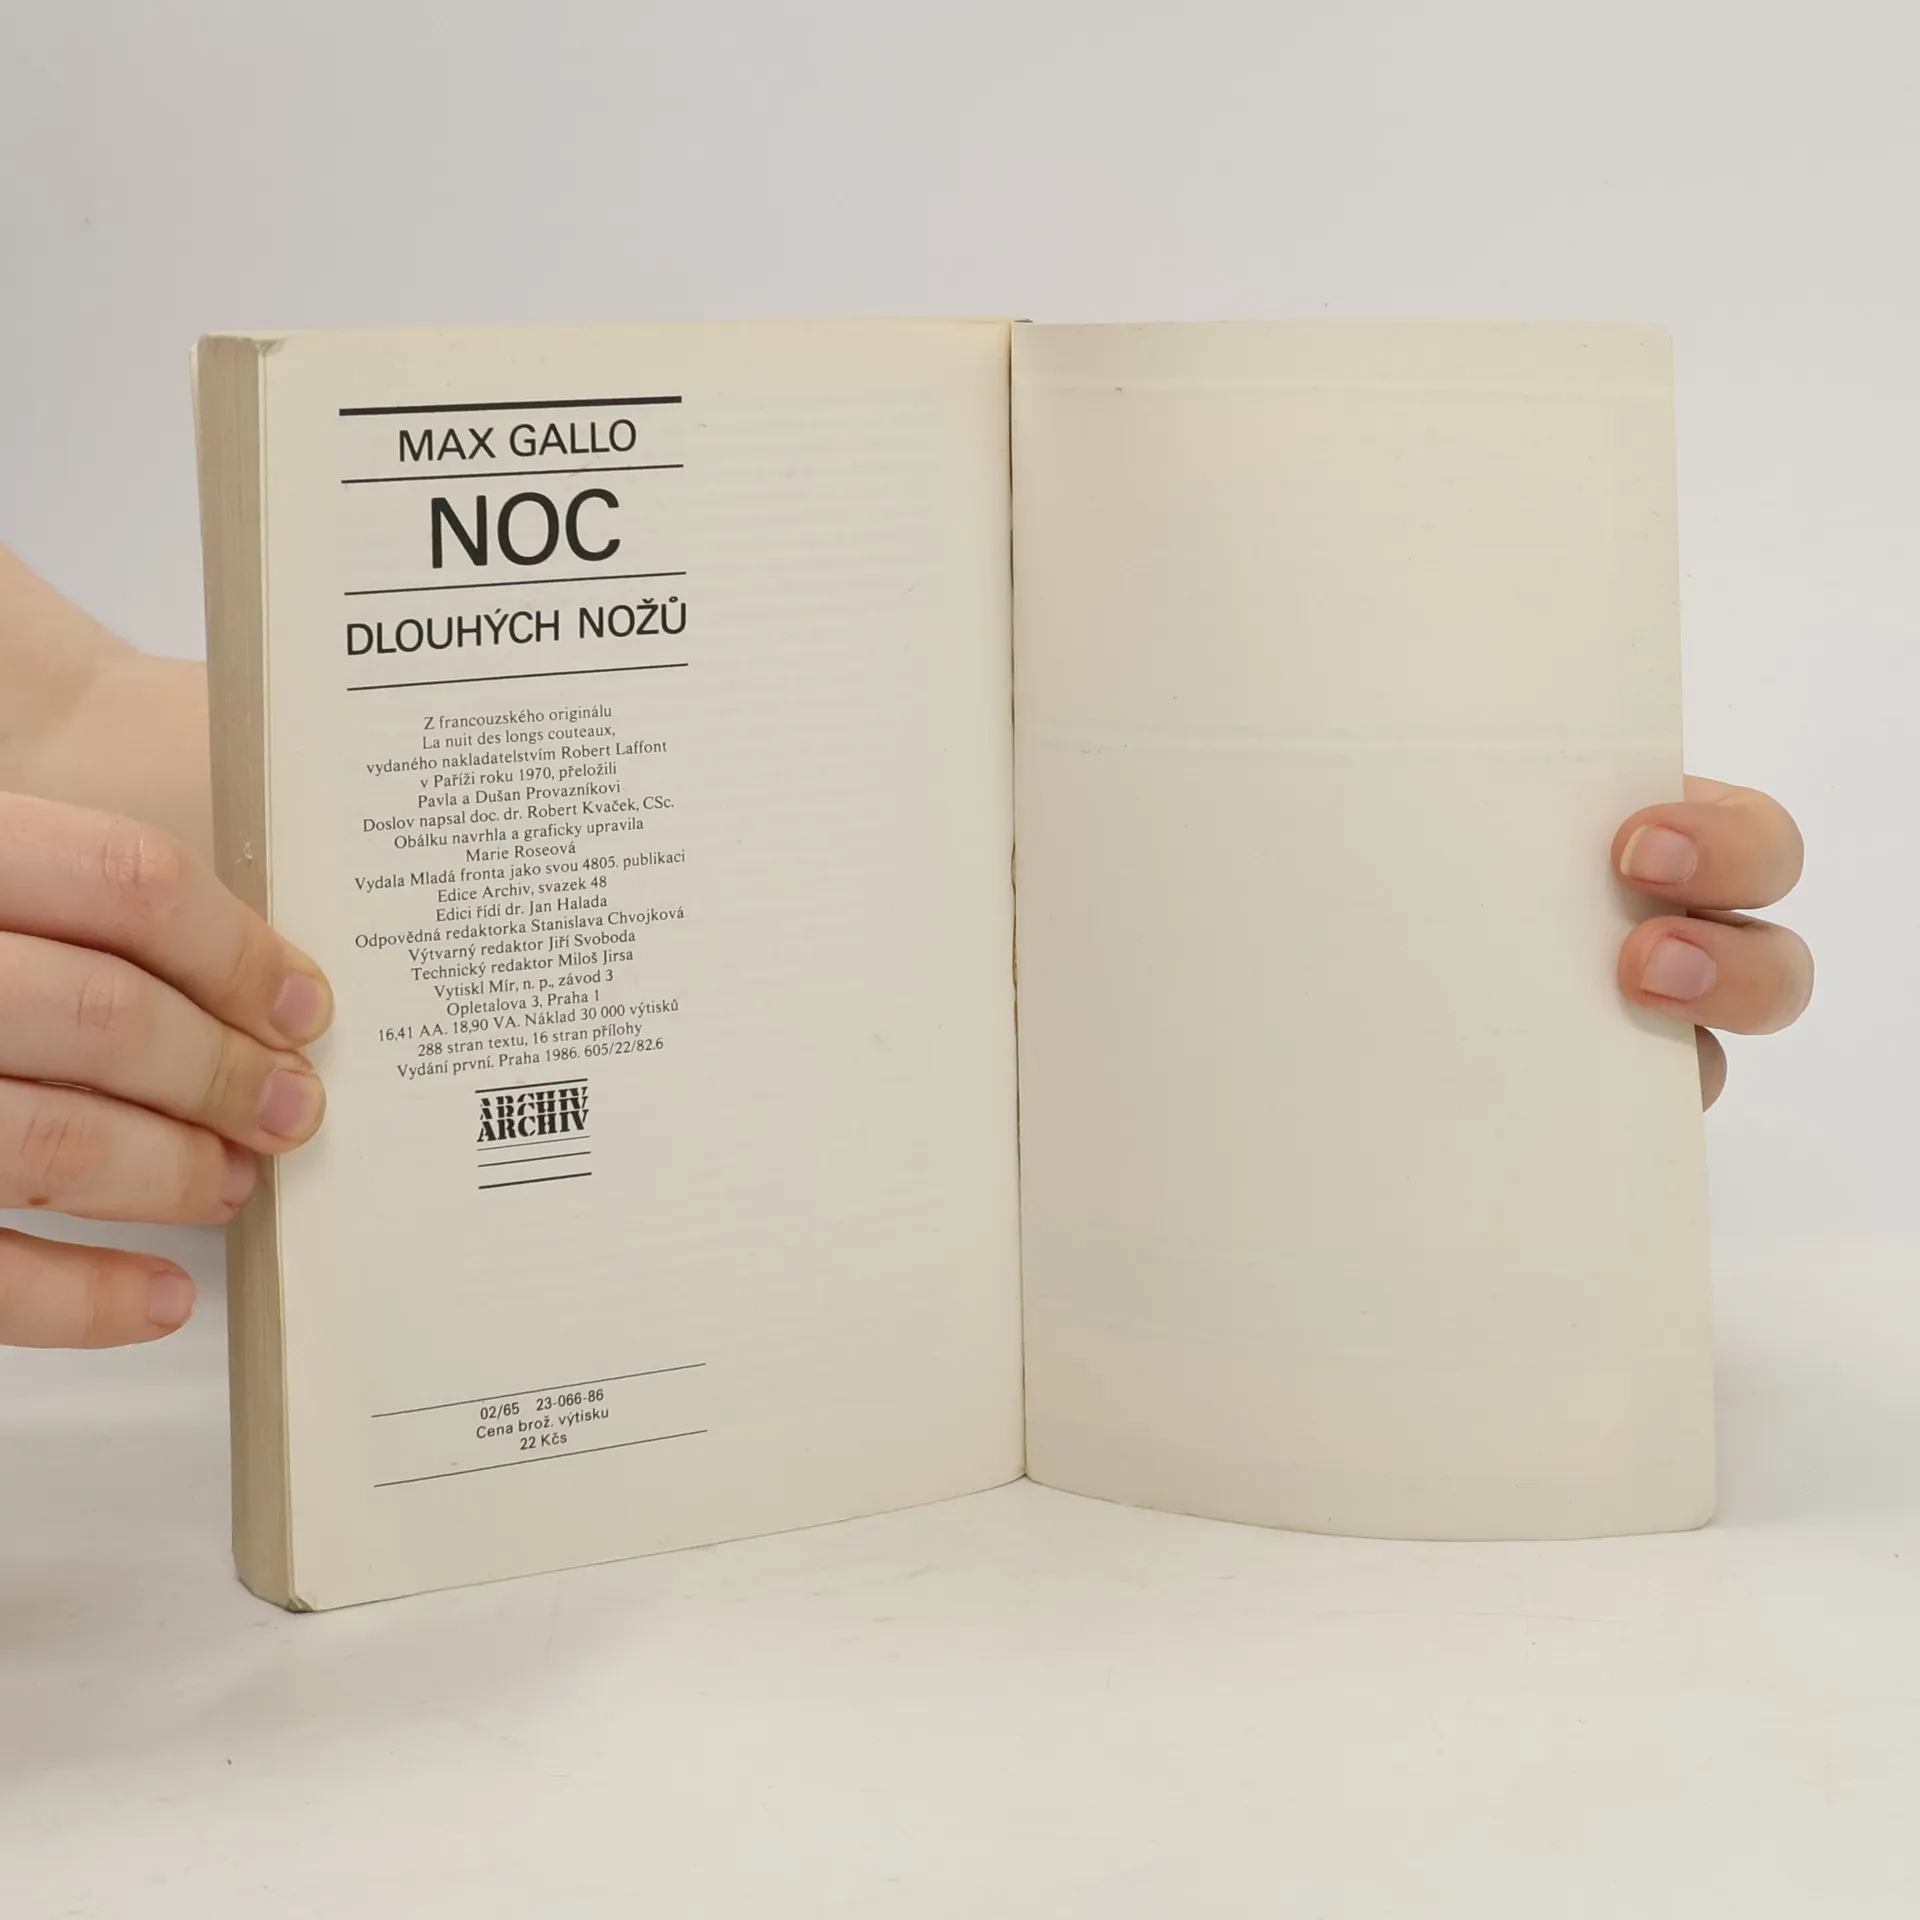 MAX GALLO
NOC
DLOUHÝCH NOŽŮ
Z francouzského originálu
La nuit des longs couteaux,
vydaného nakladatelstvím Robert Laffont
v Paříži roku 1970, přeložili
Pavla a Dušan Provazníkovi
Doslov napsal doc. dr. Robert Kvaček, CSc.
Obálku navrhla a graficky upravila
Marie Roseová
Vydala Mladá fronta jako svou 4805. publikaci
Edice Archiv, svazek 48
Edici řídí dr. Jan Halada
Odpovědná redaktorka Stanislava Chvojková
Výtvarný redaktor Jiří Svoboda
Technický redaktor Miloš Jirsa
Vytiskl Mír, n. p., závod 3
Opletalova 3, Praha 1
16,41 AA. 18,90 VA. Náklad 30 000 výtisků
288 stran textu, 16 stran přílohy
Vydání první. Praha 1986. 605/22/82.6
ARCHIV
ARCHIV
02/65 23-066-86
Cena brož. výtisku
22 Kčs